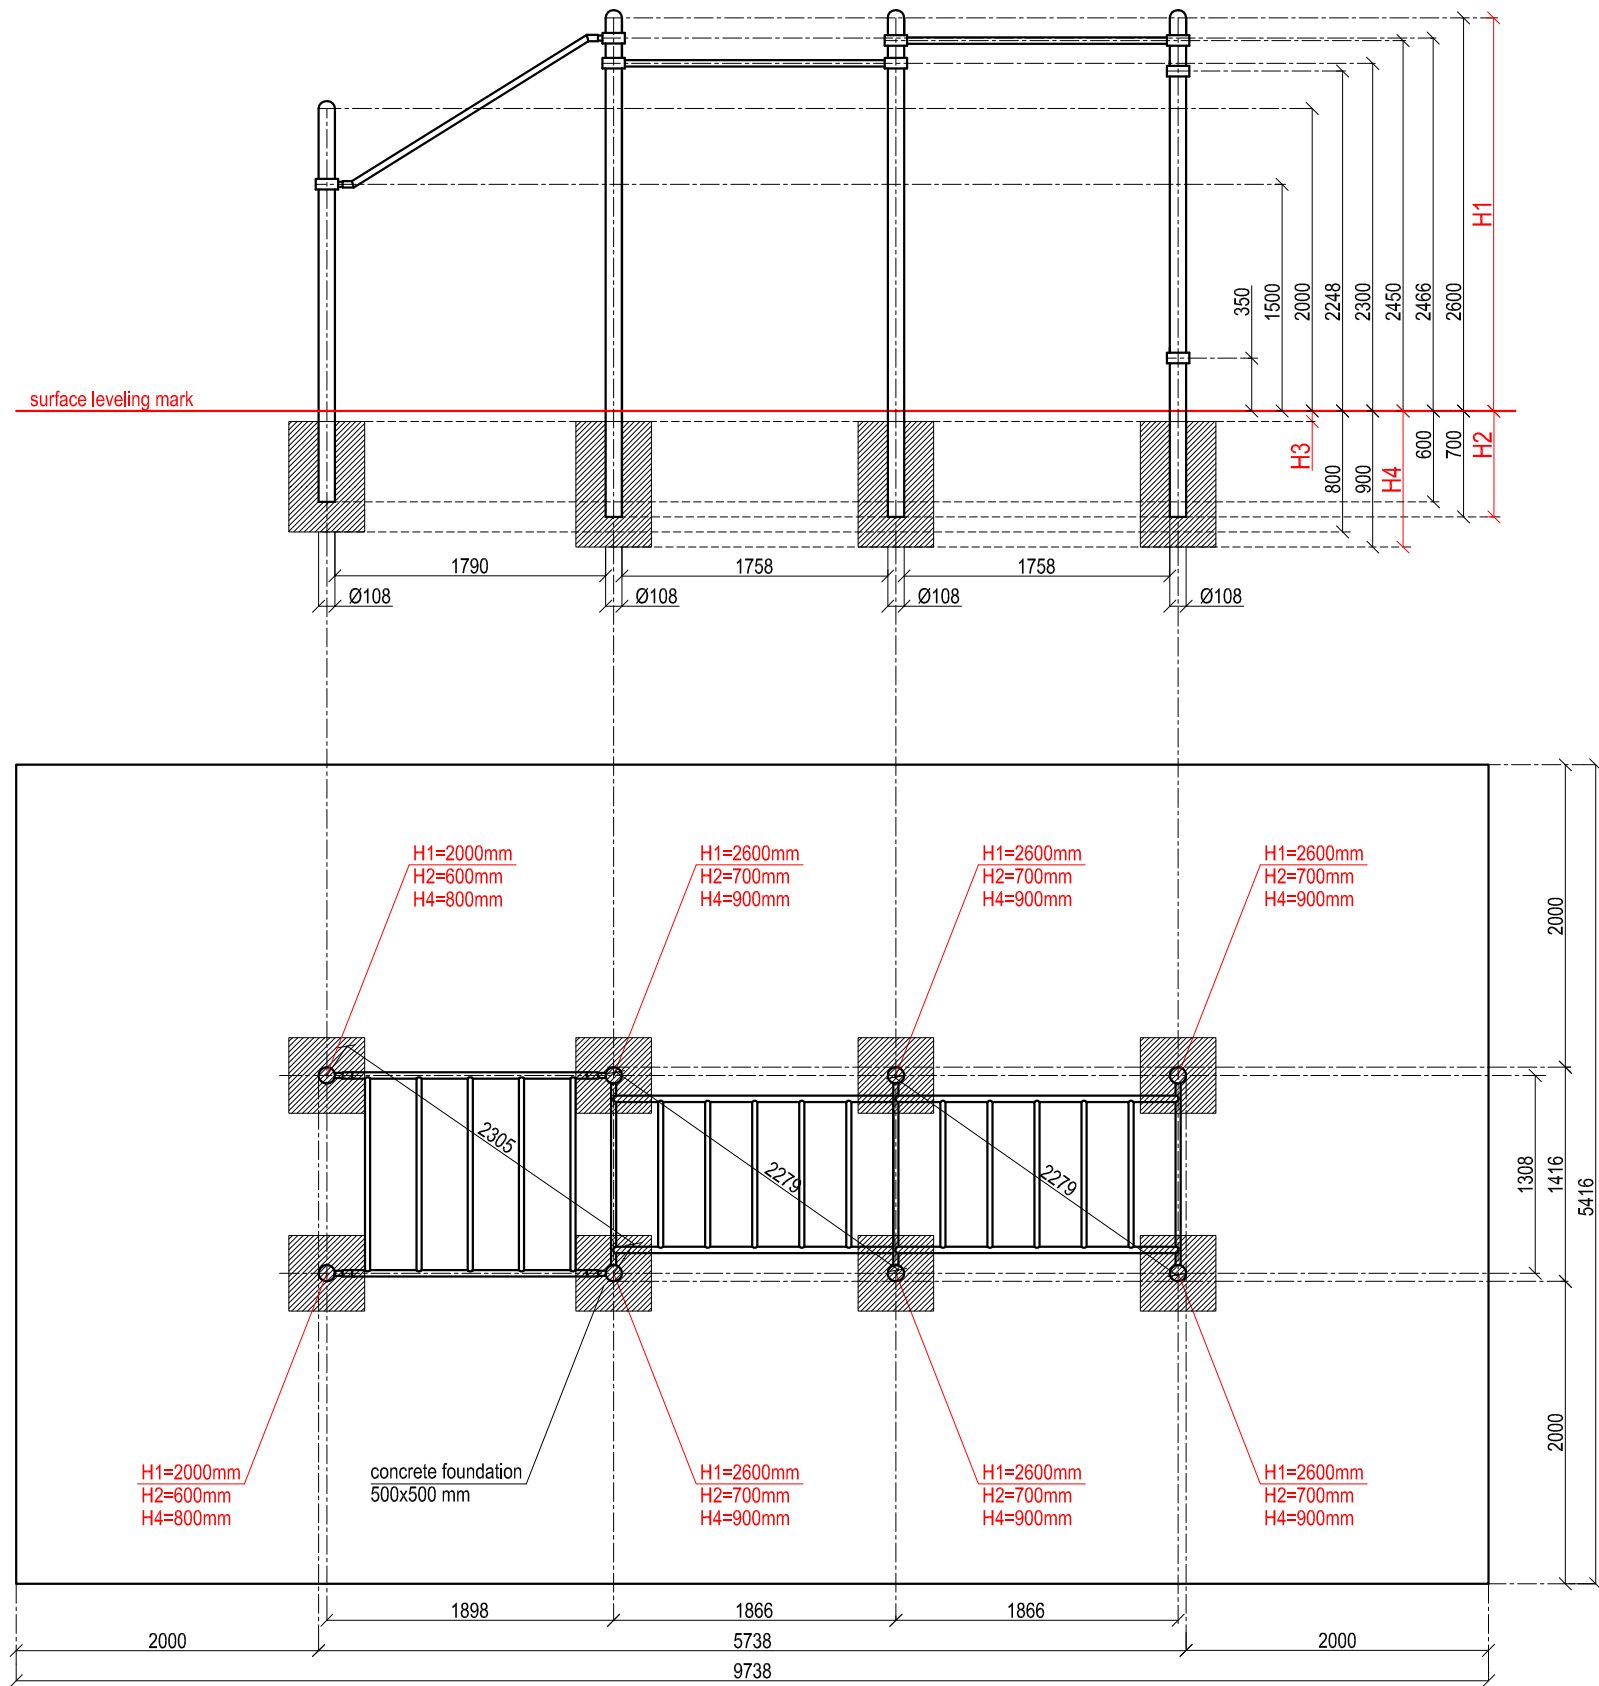 H1
350
1500
2000
2248
2300
2450
2466
2600
surface leveling mark
H3
800
900
H4
600
700
H2
1790
1758
1758
Ø108
Ø108
Ø108
Ø108
H1=2000mm
H2=600mm
H4=800mm
H1=2600mm
H2=700mm
H4=900mm
H1=2600mm
H2=700mm
H4=900mm
H1=2600mm
H2=700mm
H4=900mm
2000
2305
2279
2279
1308
1416
5416
2000
H1=2000mm
H2=600mm
H4=800mm
concrete foundation
500x500 mm
H1=2600mm
H2=700mm
H4=900mm
H1=2600mm
H2=700mm
H4=900mm
H1=2600mm
H2=700mm
H4=900mm
1898
1866
1866
2000
5738
2000
9738